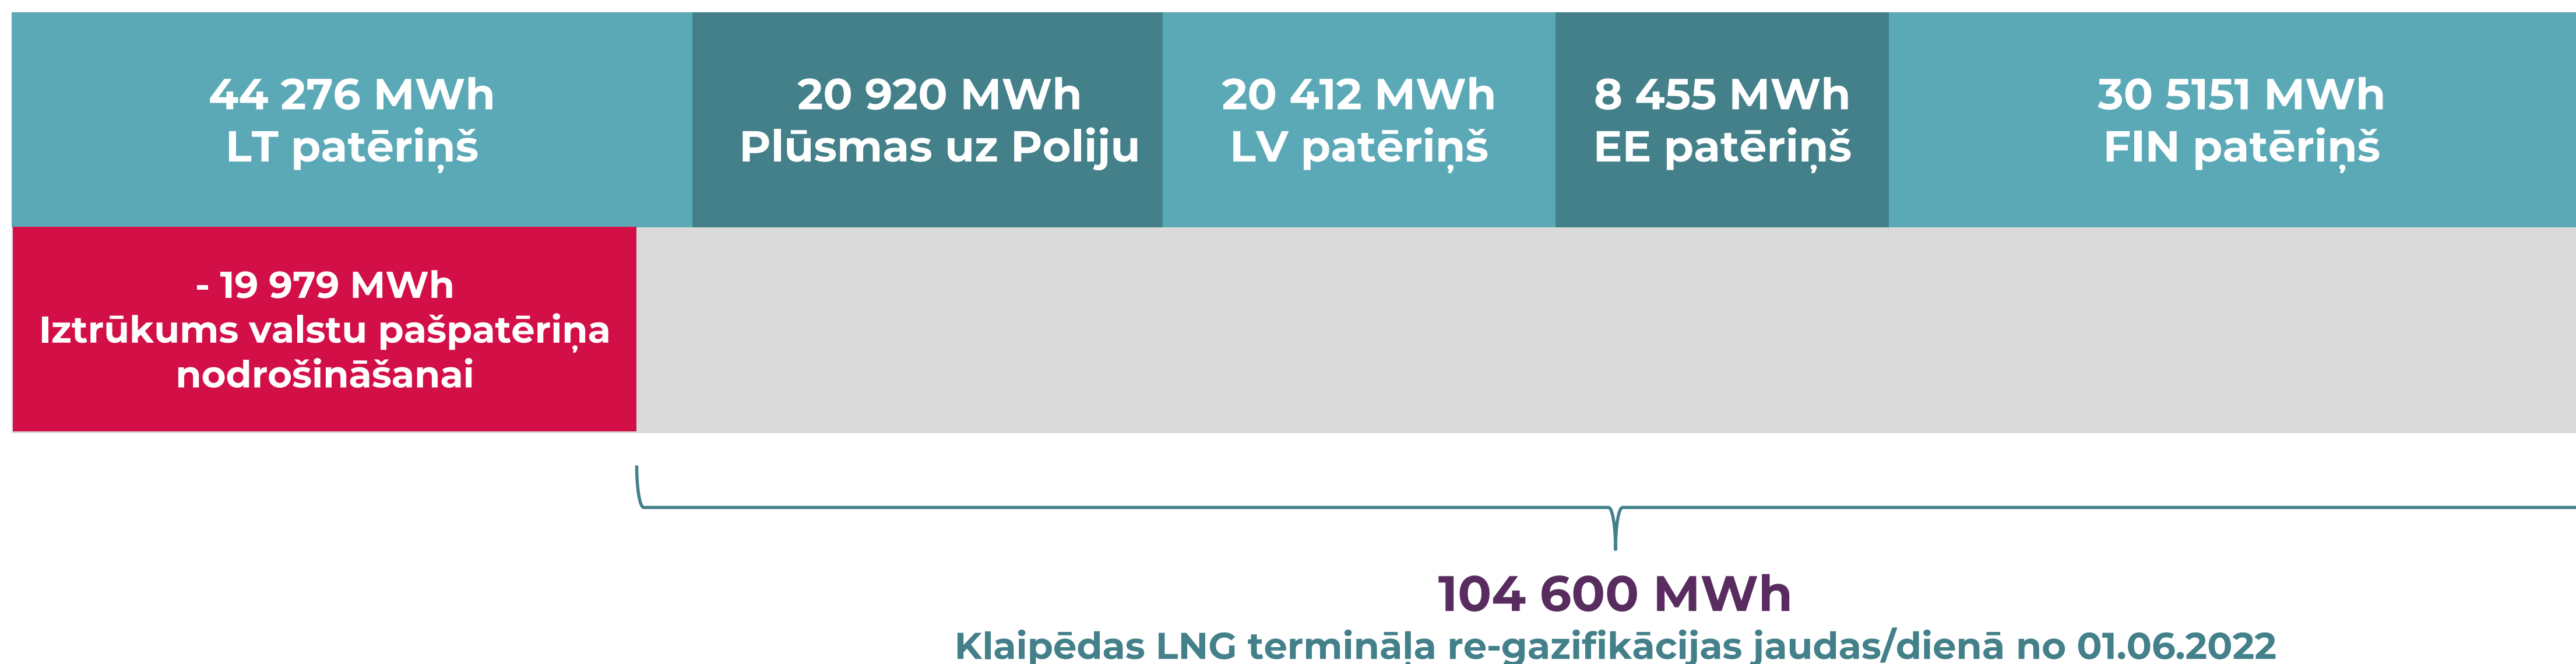 44 276 MWh
LT patēriņš
20 920 MWh
Plūsmas uz Poliju
20 412 MWh
LV patēriņš
8 455 MWh
EE patēriņš
30 5151 MWh
FIN patēriņš
- 19 979 MWh
Iztrūkums valstu pašpatēriņa
nodrošināšanai
104 600 MWh
Klaipēdas LNG termināļa re-gazifikācijas jaudas/dienā no 01.06.2022